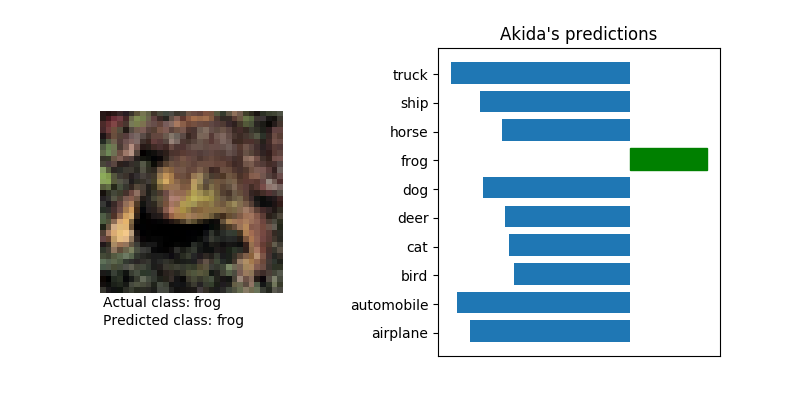 Akida's predictions
truck
ship
horse
frog
dog
deer
cat
bird
automobile
airplane
Actual class: frog
Predicted class: frog